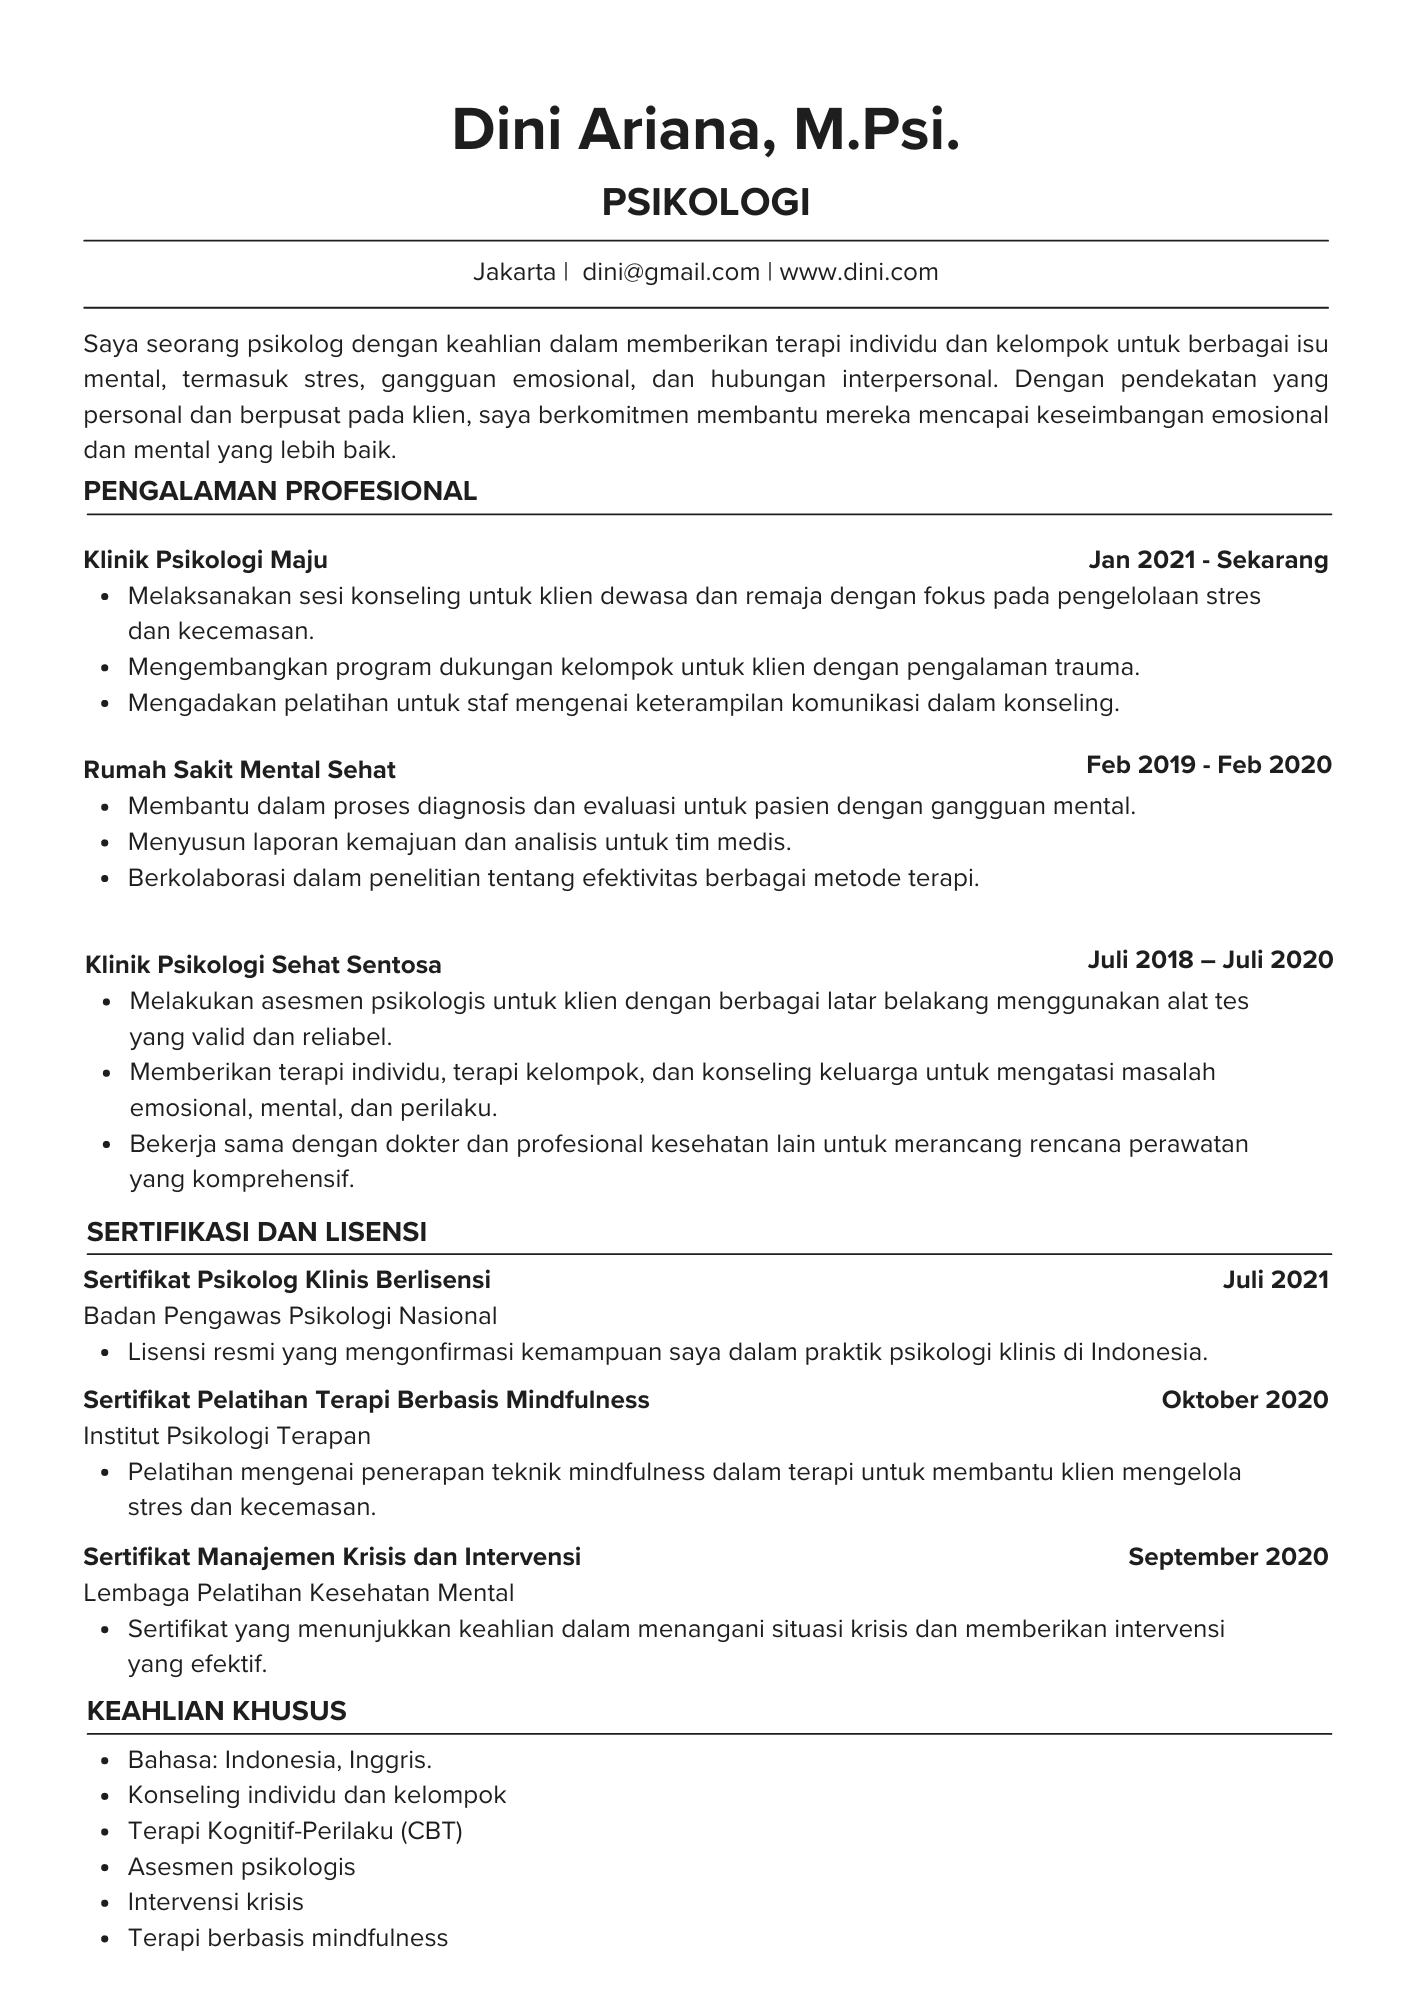 Dini Ariana, M.Psi.
PSIKOLOGI
Jakarta | dini@gmail.com | www.dini.com
Saya seorang psikolog dengan keahlian dalam memberikan terapi individu dan kelompok untuk berbagai isu
mental, termasuk stres, gangguan emosional, dan hubungan interpersonal. Dengan pendekatan yang
personal dan berpusat pada klien, saya berkomitmen membantu mereka mencapai keseimbangan emosional
dan mental yang lebih baik.
PENGALAMAN PROFESIONAL
Klinik Psikologi Maju Jan 2021 - Sekarang
• Melaksanakan sesi konseling untuk klien dewasa dan remaja dengan fokus pada pengelolaan stres
dan kecemasan.
• Mengembangkan program dukungan kelompok untuk klien dengan pengalaman trauma.
• Mengadakan pelatihan untuk staf mengenai keterampilan komunikasi dalam konseling.
Rumah Sakit Mental Sehat Feb 2019 - Feb 2020
• Membantu dalam proses diagnosis dan evaluasi untuk pasien dengan gangguan mental.
• Menyusun laporan kemajuan dan analisis untuk tim medis.
• Berkolaborasi dalam penelitian tentang efektivitas berbagai metode terapi.
Klinik Psikologi Sehat Sentosa Juli 2018 – Juli 2020
• Melakukan asesmen psikologis untuk klien dengan berbagai latar belakang menggunakan alat tes
yang valid dan reliabel.
• Memberikan terapi individu, terapi kelompok, dan konseling keluarga untuk mengatasi masalah
emosional, mental, dan perilaku.
• Bekerja sama dengan dokter dan profesional kesehatan lain untuk merancang rencana perawatan
yang komprehensif.
SERTIFIKASI DAN LISENSI
Sertifikat Psikolog Klinis Berlisensi Juli 2021
Badan Pengawas Psikologi Nasional
• Lisensi resmi yang mengonfirmasi kemampuan saya dalam praktik psikologi klinis di Indonesia.
Sertifikat Pelatihan Terapi Berbasis Mindfulness Oktober 2020
Institut Psikologi Terapan
• Pelatihan mengenai penerapan teknik mindfulness dalam terapi untuk membantu klien mengelola
stres dan kecemasan.
Sertifikat Manajemen Krisis dan Intervensi September 2020
Lembaga Pelatihan Kesehatan Mental
• Sertifikat yang menunjukkan keahlian dalam menangani situasi krisis dan memberikan intervensi
yang efektif.
KEAHLIAN KHUSUS
• Bahasa: Indonesia, Inggris.
• Konseling individu dan kelompok
• Terapi Kognitif-Perilaku (CBT)
• Asesmen psikologis
• Intervensi krisis
• Terapi berbasis mindfulness